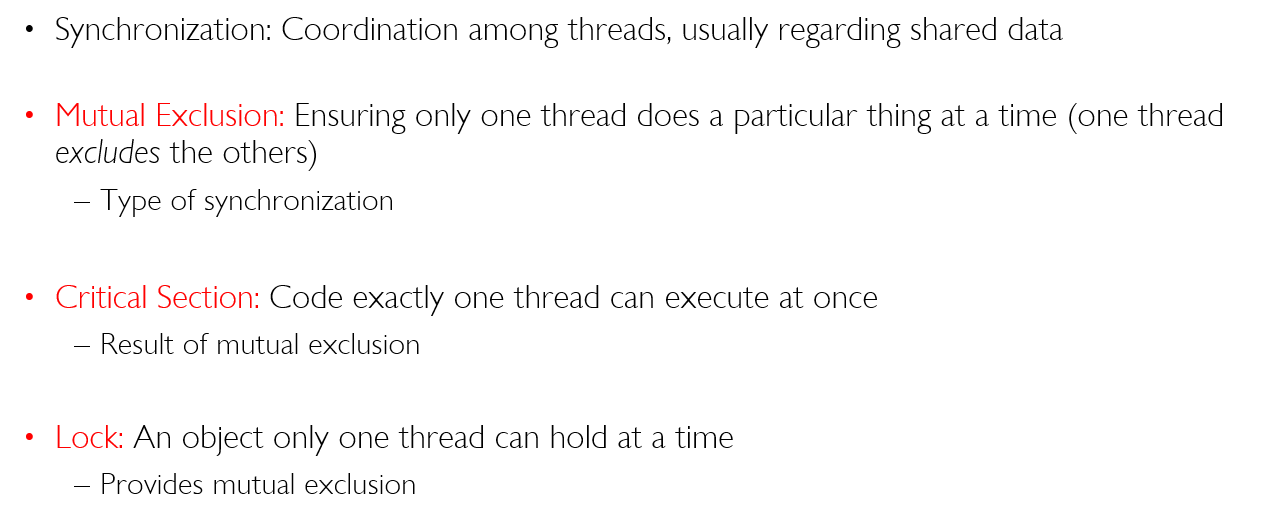 • Synchronization: Coordination among threads, usually regarding shared data
• Mutual Exclusion: Ensuring only one thread does a particular thing at a time (one thread
excludes the others)
– Type of synchronization
• Critical Section: Code exactly one thread can execute at once
– Result of mutual exclusion
• Lock: An object only one thread can hold at a time
– Provides mutual exclusion